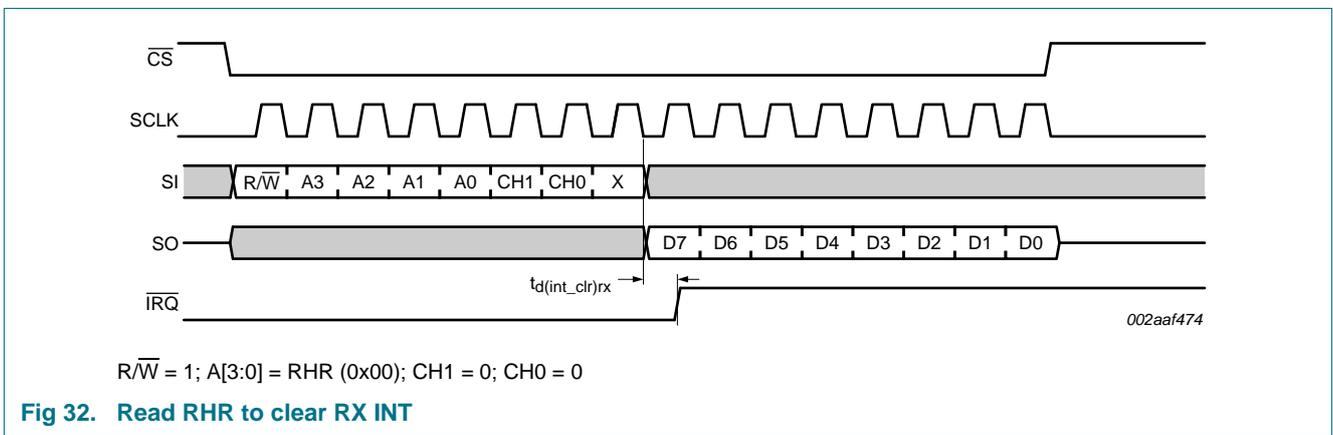 C̅S̅
SCLK
SI R/W̅ A3 A2 A1 A0 CH1 CH0 X
SO D7 D6 D5 D4 D3 D2 D1 D0
td(int_clr)rx
I̅R̅Q̅
002aaf474
R/W̅ = 1; A[3:0] = RHR (0x00); CH1 = 0; CH0 = 0
Fig 32. Read RHR to clear RX INT